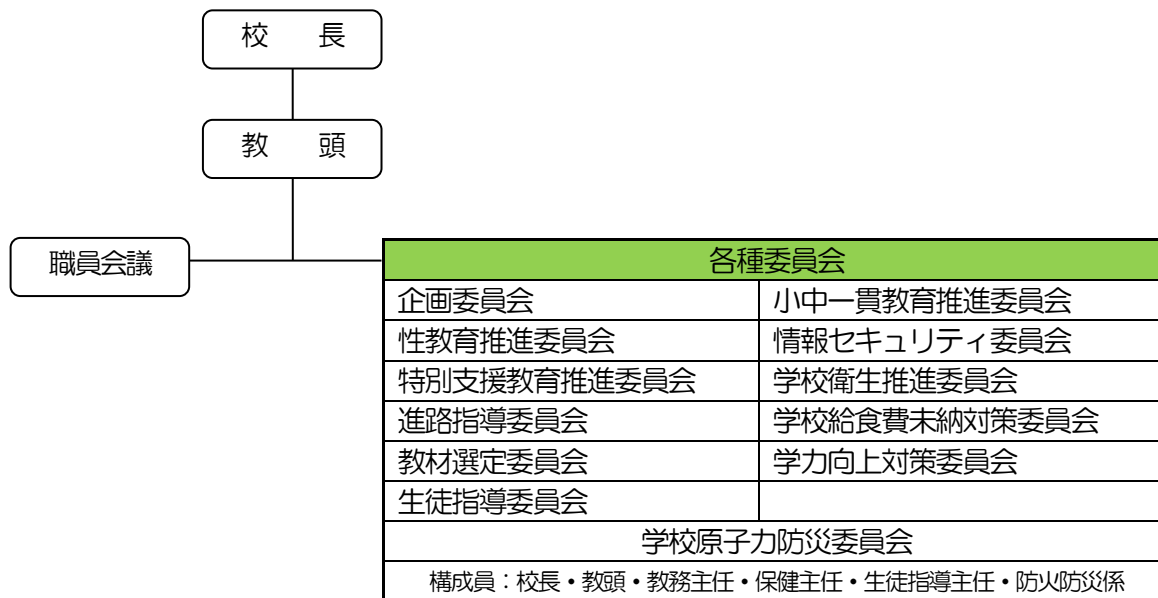 校　　長
教　　頭
職員会議
各種委員会
企画委員会　小中一貫教育推進委員会
性教育推進委員会　情報セキュリティ委員会
特別支援教育推進委員会　学校衛生推進委員会
進路指導委員会　学校給食費未納対策委員会
教材選定委員会　学力向上対策委員会
生徒指導委員会
学校原子力防災委員会
構成員：校長・教頭・教務主任・保健主任・生徒指導主任・防火防災係